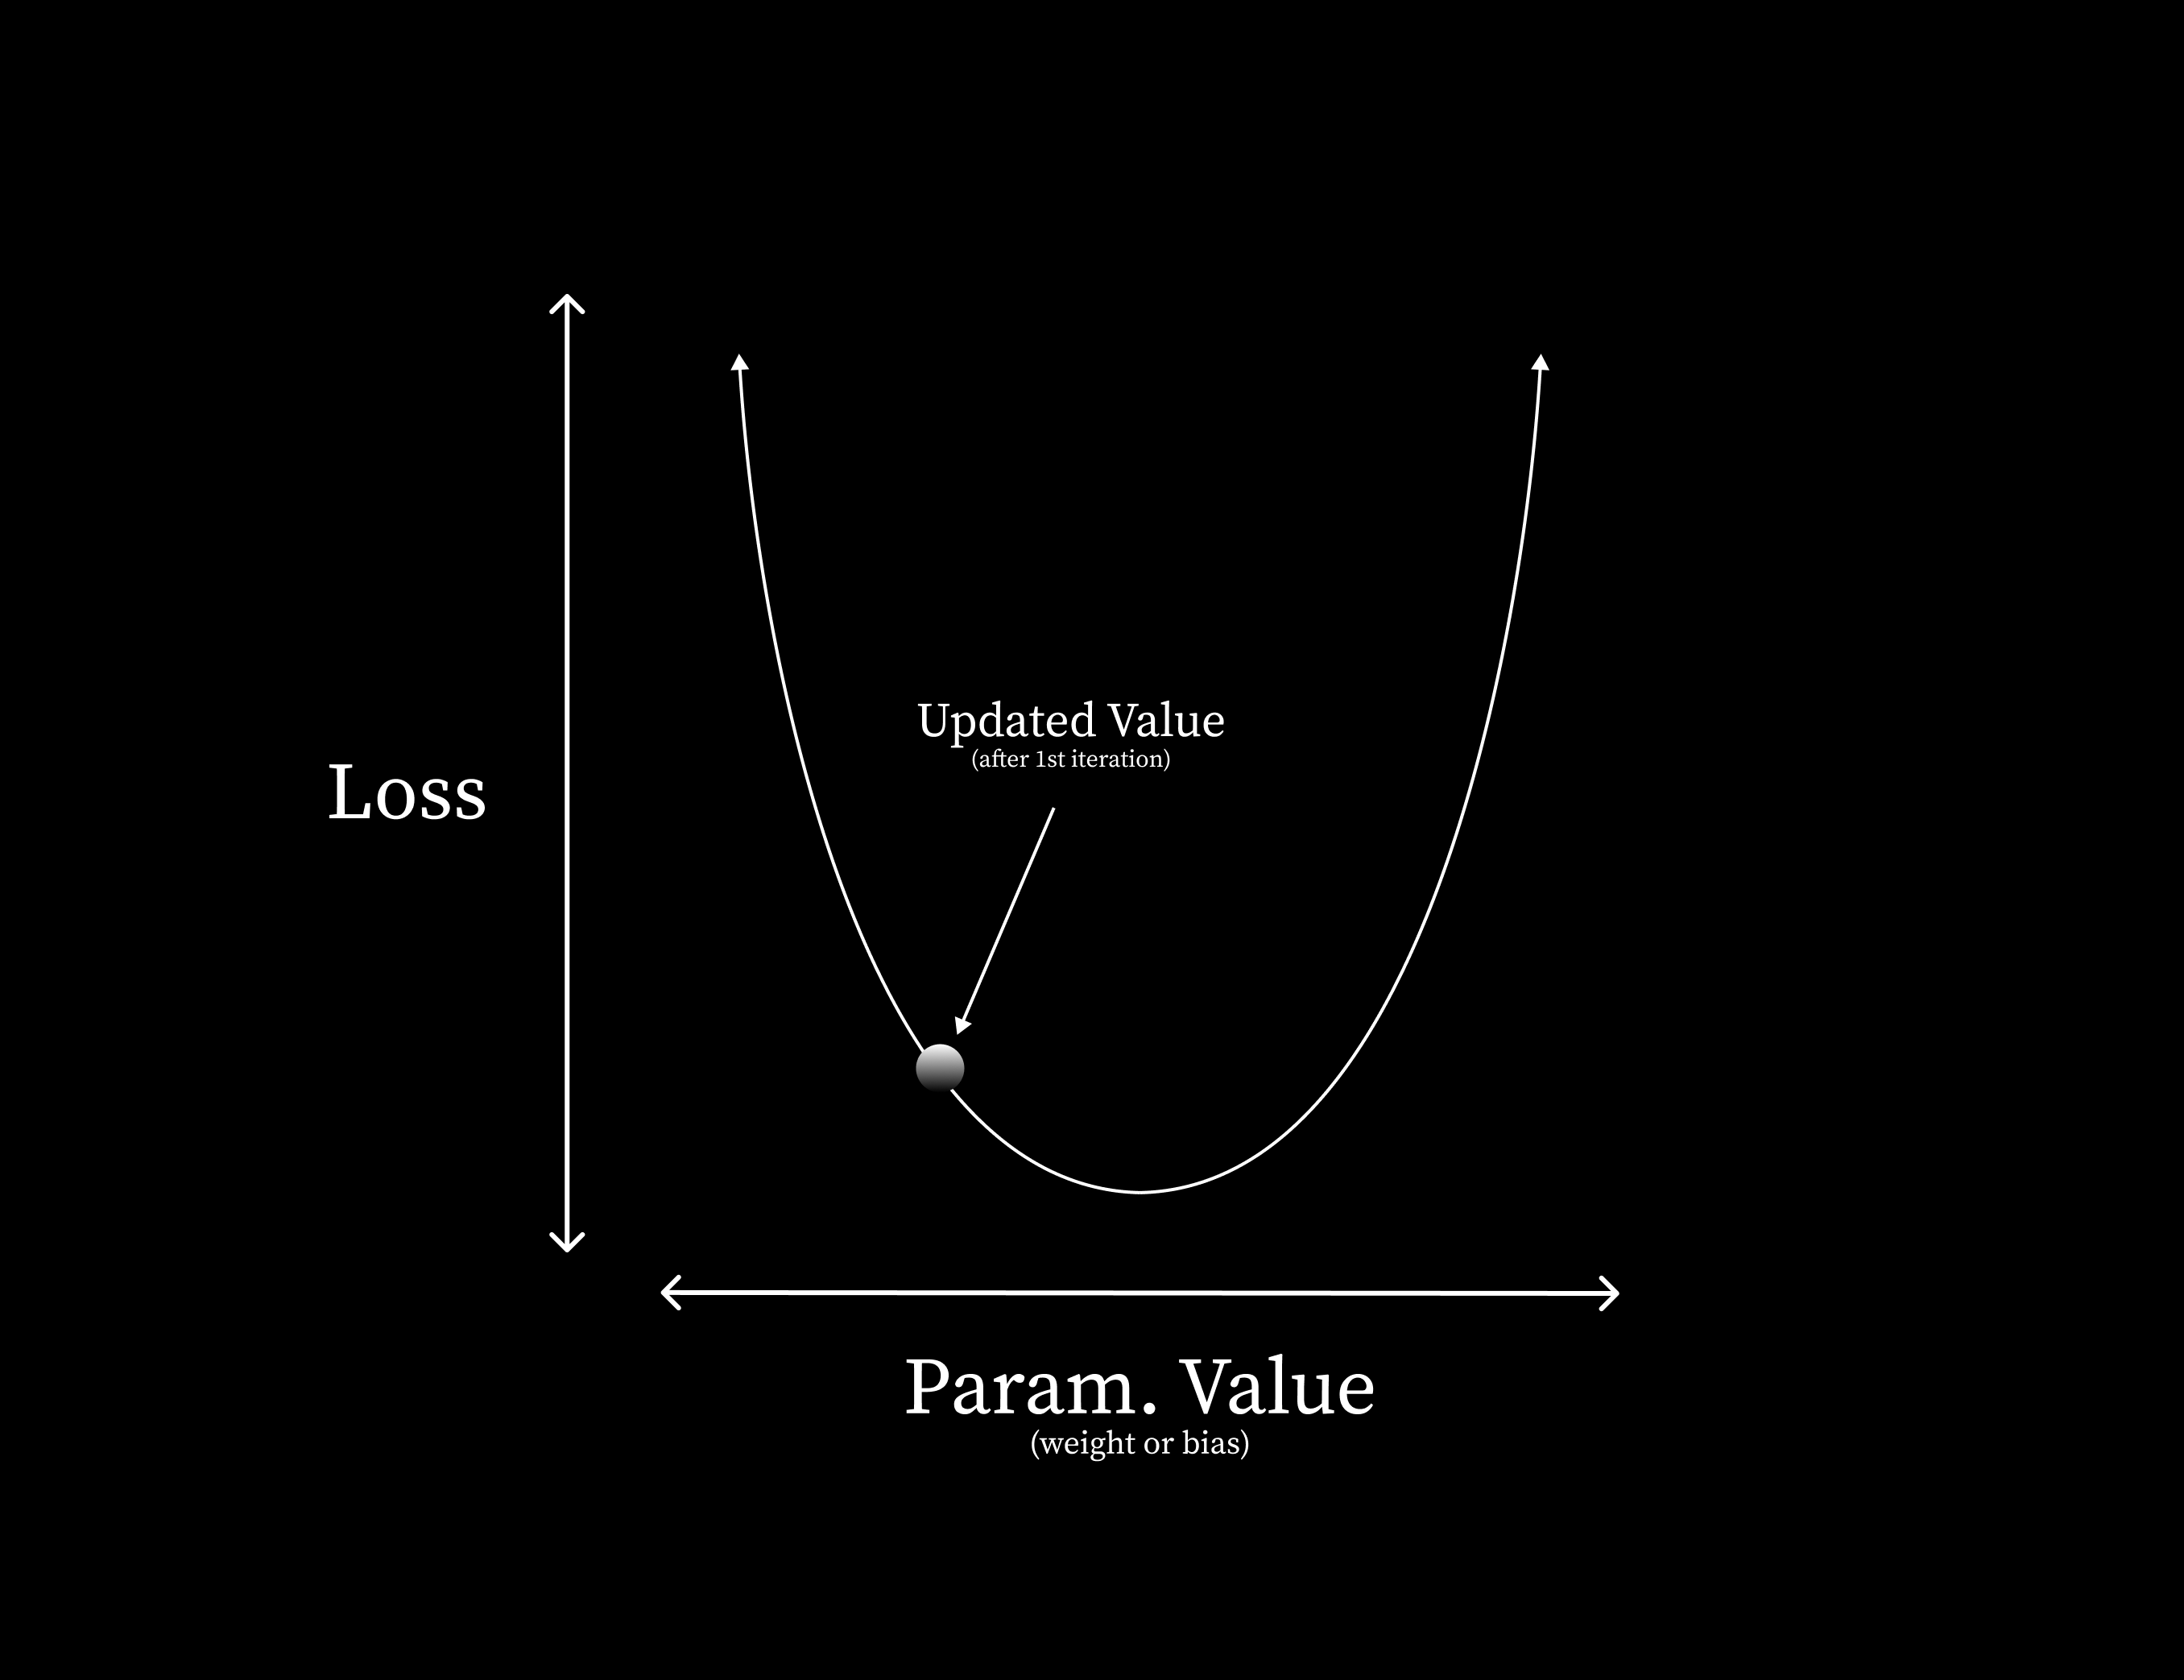 Updated Value
(after 1st iteration)
Loss
Param. Value
(weight or bias)